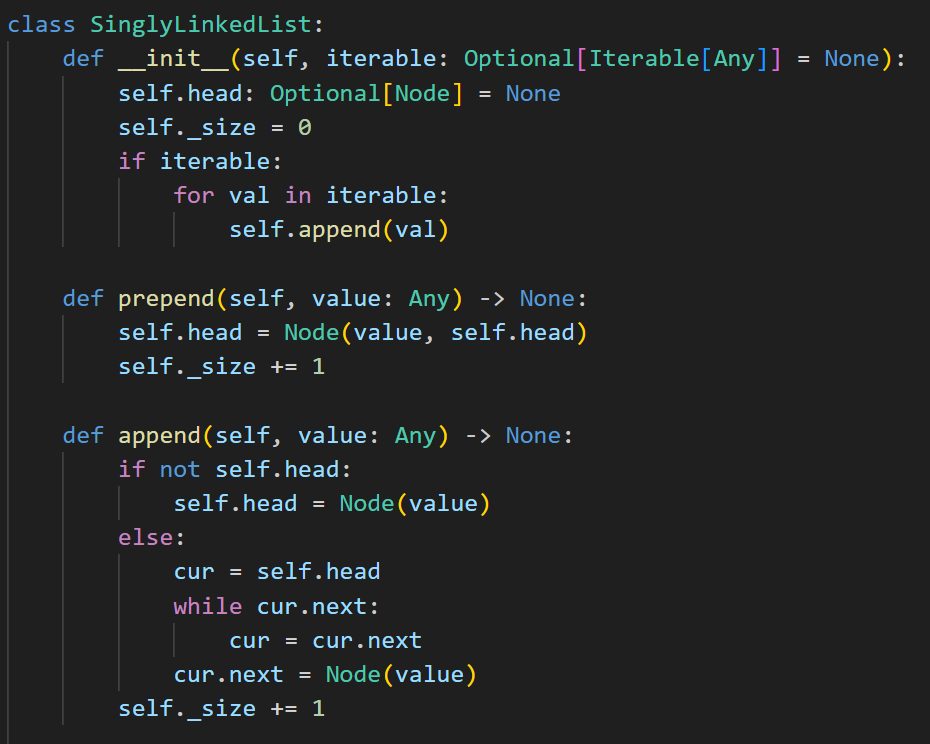 class SinglyLinkedList:
    def __init__(self, iterable: Optional[Iterable[Any]] = None):
        self.head: Optional[Node] = None
        self._size = 0
        if iterable:
            for val in iterable:
                self.append(val)

    def prepend(self, value: Any) -> None:
        self.head = Node(value, self.head)
        self._size += 1

    def append(self, value: Any) -> None:
        if not self.head:
            self.head = Node(value)
        else:
            cur = self.head
            while cur.next:
                cur = cur.next
            cur.next = Node(value)
        self._size += 1